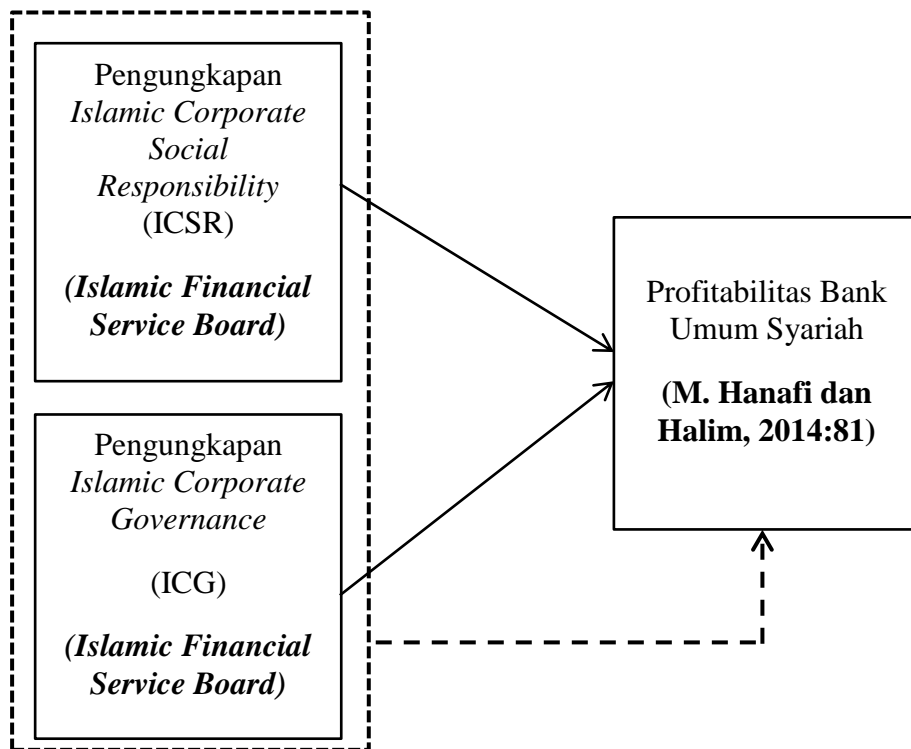 Pengungkapan
Islamic Corporate
Social
Responsibility
(ICSR)
(Islamic Financial
Service Board)
Pengungkapan
Islamic Corporate
Governance
(ICG)
(Islamic Financial
Service Board)
Profitabilitas Bank
Umum Syariah
(M. Hanafi dan
Halim, 2014:81)